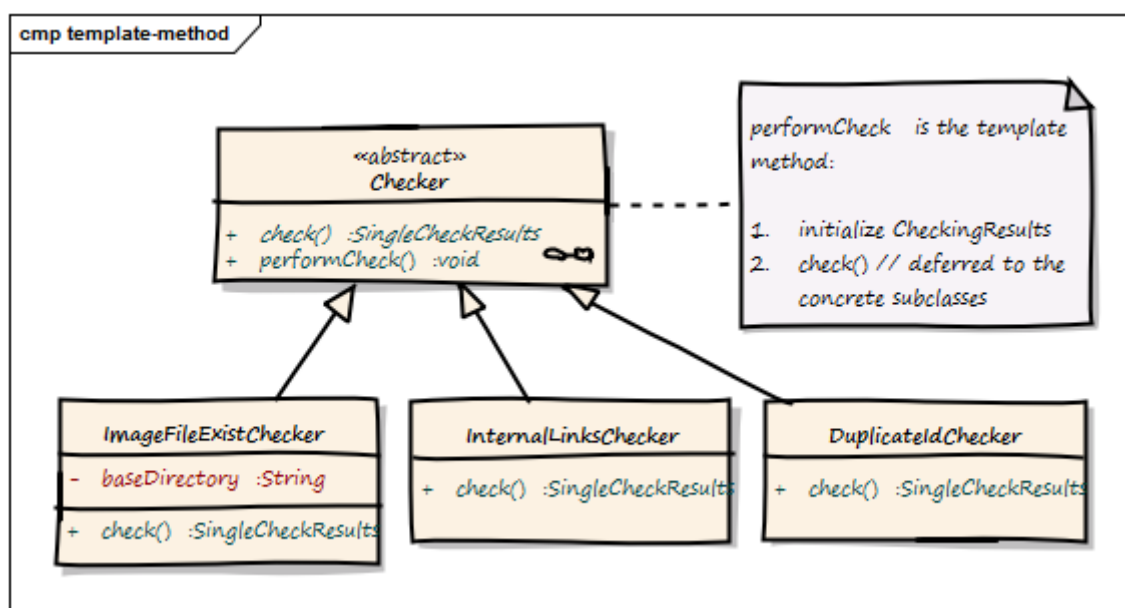 cmp template-method
«abstract»
Checker
+ check() :SingleCheckResults
+ performCheck() :void
performCheck is the template
method:
1. initialize CheckingResults
2. check() // deferred to the
concrete subclasses
ImageFileExistChecker
- baseDirectory :String
+ check() :SingleCheckResults
InternalLinksChecker
+ check() :SingleCheckResults
DuplicateIdChecker
+ check() :SingleCheckResults